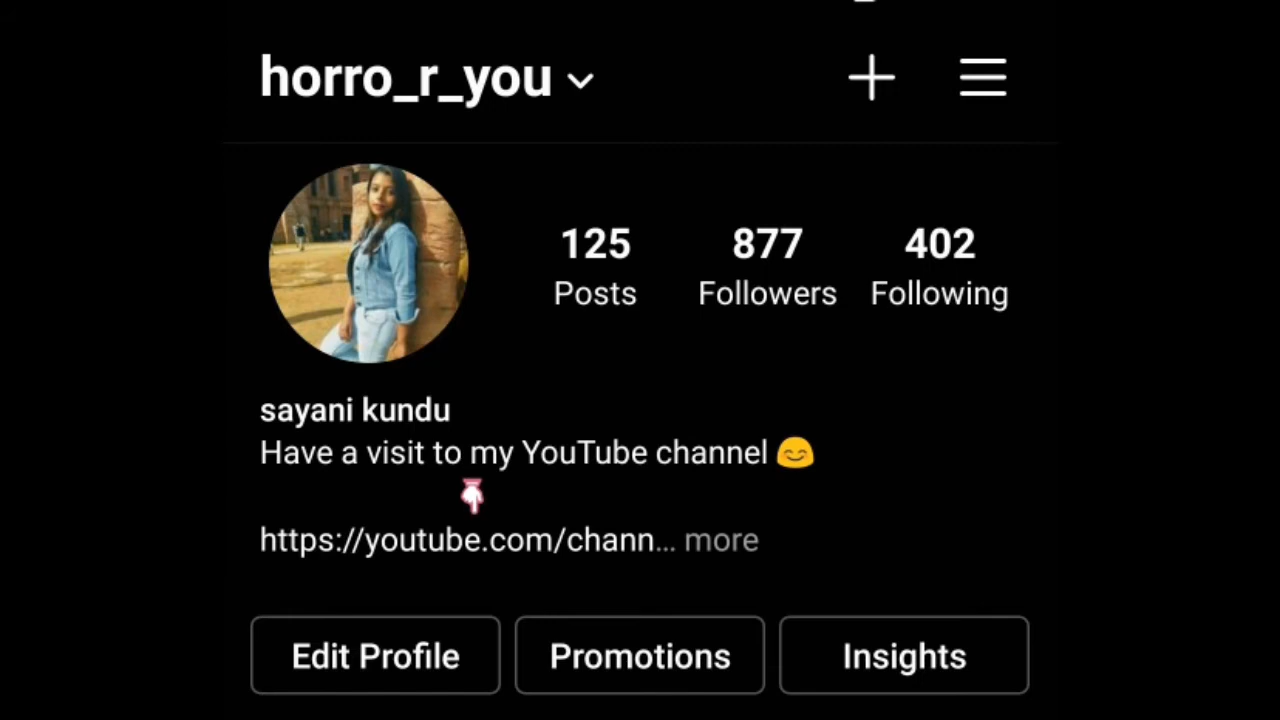 horro_r_you
125 877 402
Posts Followers Following
sayani kundu
Have a visit to my YouTube channel 😊
👇
https://youtube.com/chann... more
Edit Profile Promotions Insights